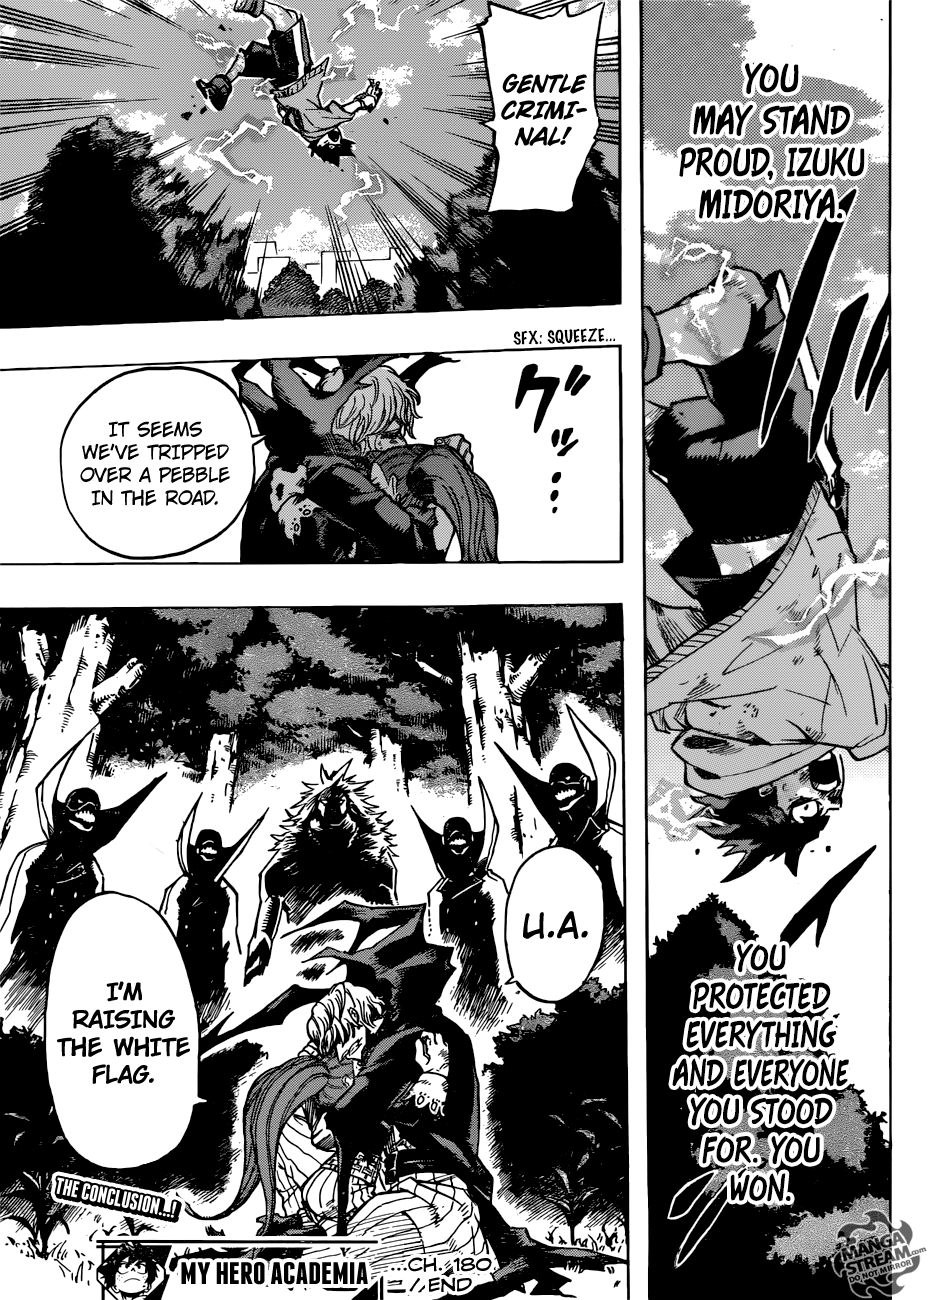 YOU
MAY STAND
PROUD, IZUKU
MIDORIYA.
YOU
PROTECTED
EVERYTHING
AND EVERYONE
YOU STOOD
FOR. YOU
WON.
GENTLE
CRIMI-
NAL!
SFX: SQUEEZE...
グッ...
IT SEEMS
WE'VE TRIPPED
OVER A PEBBLE
IN THE ROAD.
U.A.
I'M
RAISING
THE WHITE
FLAG.
THE CONCLUSION...!
MY HERO ACADEMIA
....CH. 180
//END
MANGA
STREAM.COM
DO NOT MIRROR